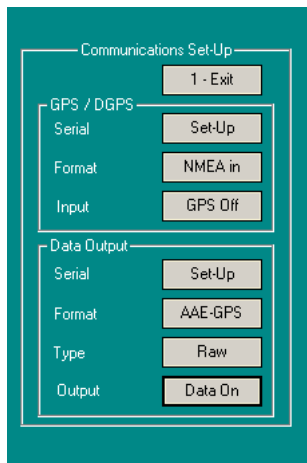 Communications Set-Up
1 - Exit
GPS / DGPS
Serial Set-Up
Format NMEA in
Input GPS Off
Data Output
Serial Set-Up
Format AAE-GPS
Type Raw
Output Data On